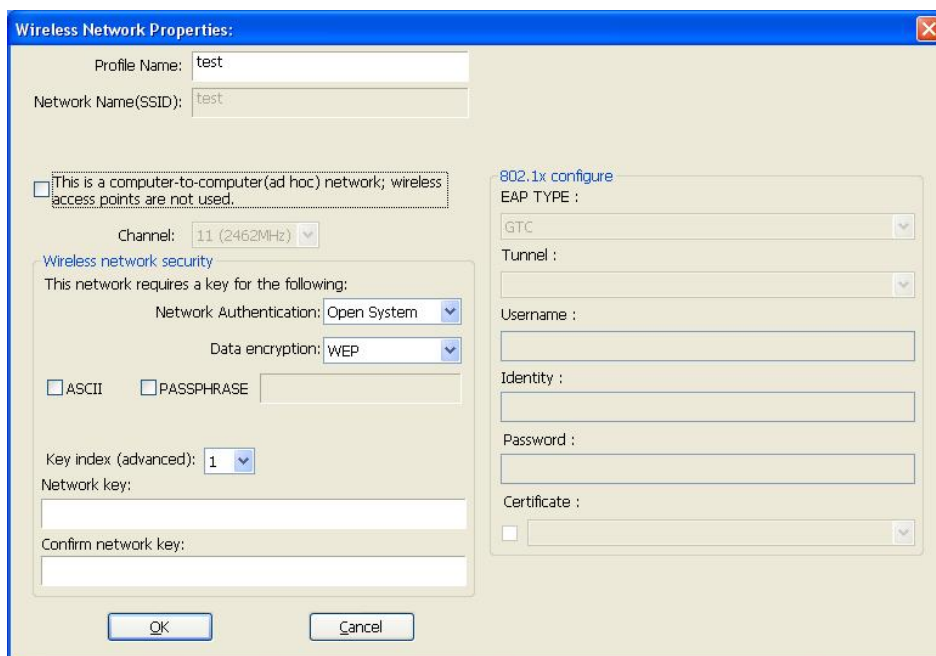 Wireless Network Properties:
Profile Name: test
Network Name(SSID): test
This is a computer-to-computer(ad hoc) network; wireless
access points are not used.
Channel: 11 (2462MHz)
Wireless network security
This network requires a key for the following:
Network Authentication: Open System
Data encryption: WEP
ASCII PASSPHRASE
Key index (advanced): 1
Network key:
Confirm network key:
OK Cancel
802.1x configure
EAP TYPE :
GTC
Tunnel :
Username :
Identity :
Password :
Certificate :